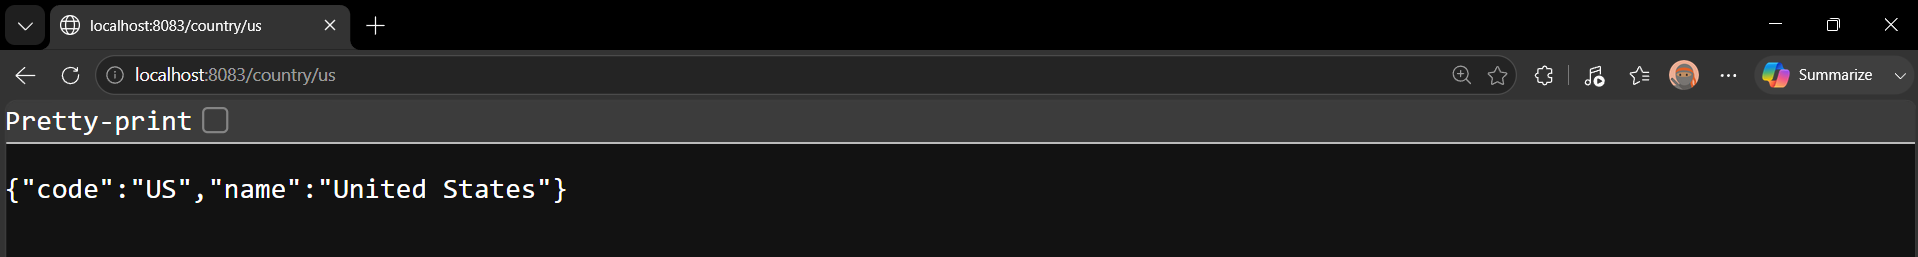 localhost:8083/country/us
localhost:8083/country/us
Summarize
Pretty-print
{"code":"US","name":"United States"}